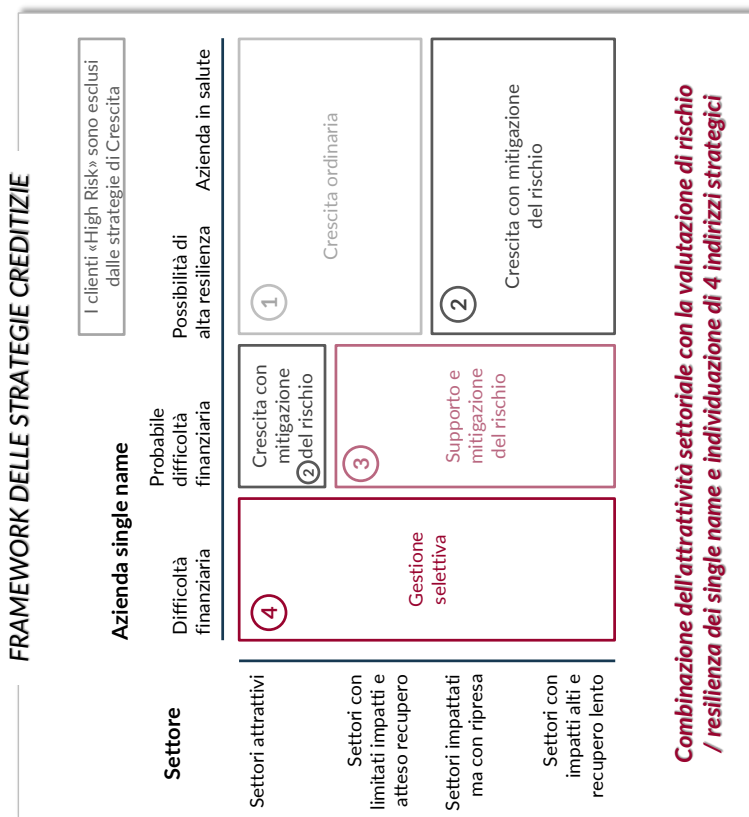 FRAMEWORK DELLE STRATEGIE CREDITIZIE
I clienti «High Risk» sono esclusi
dalle strategie di Crescita
Azienda single name
Difficoltà
finanziaria
Probabile
difficoltà
finanziaria
Possibilità di
alta resilienza
Azienda in salute
Settore
Settori attrattivi
Settori con
limitati impatti e
atteso recupero
Settori impattati
ma con ripresa
Settori con
impatti alti e
recupero lento
4
Gestione
selettiva
Crescita con
mitigazione
2 del rischio
3
Supporto e
mitigazione
del rischio
1
Crescita ordinaria
2
Crescita con mitigazione
del rischio
Combinazione dell'attrattività settoriale con la valutazione di rischio
/ resilienza dei single name e individuazione di 4 indirizzi strategici